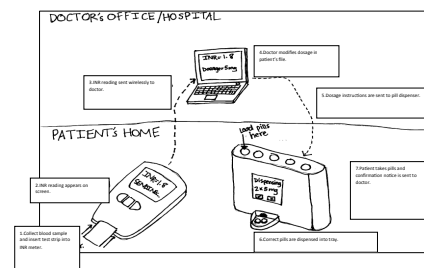 DOCTOR'S OFFICE/HOSPITAL
INR: 1.8
Dosage: 5mg
4.Doctor modifies dosage in
patient's file.
3.INR reading sent wirelessly to
doctor.
5.Dosage instructions are sent to pill dispenser.
PATIENT'S HOME
Load pills
here
2.INR reading appears on
screen.
INR:1.8
SENDING
Dispensing
2x5mg
7.Patient takes pills and
confirmation notice is sent to
doctor.
1.Collect blood sample
and insert test strip into
INR meter.
6.Correct pills are dispensed into tray.